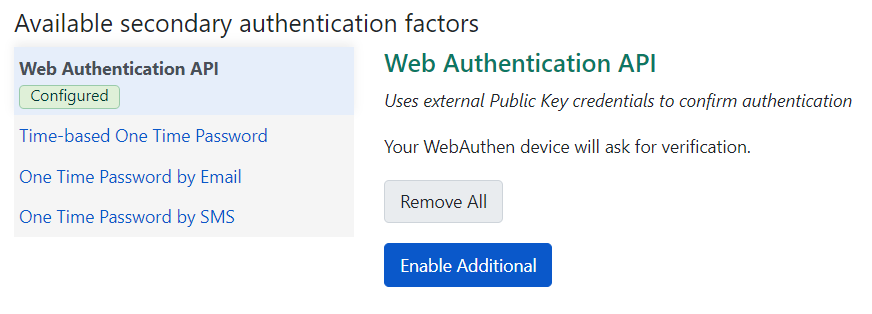 Available secondary authentication factors
Web Authentication API
Configured
Time-based One Time Password
One Time Password by Email
One Time Password by SMS
Web Authentication API
Uses external Public Key credentials to confirm authentication
Your WebAuthen device will ask for verification.
Remove All
Enable Additional